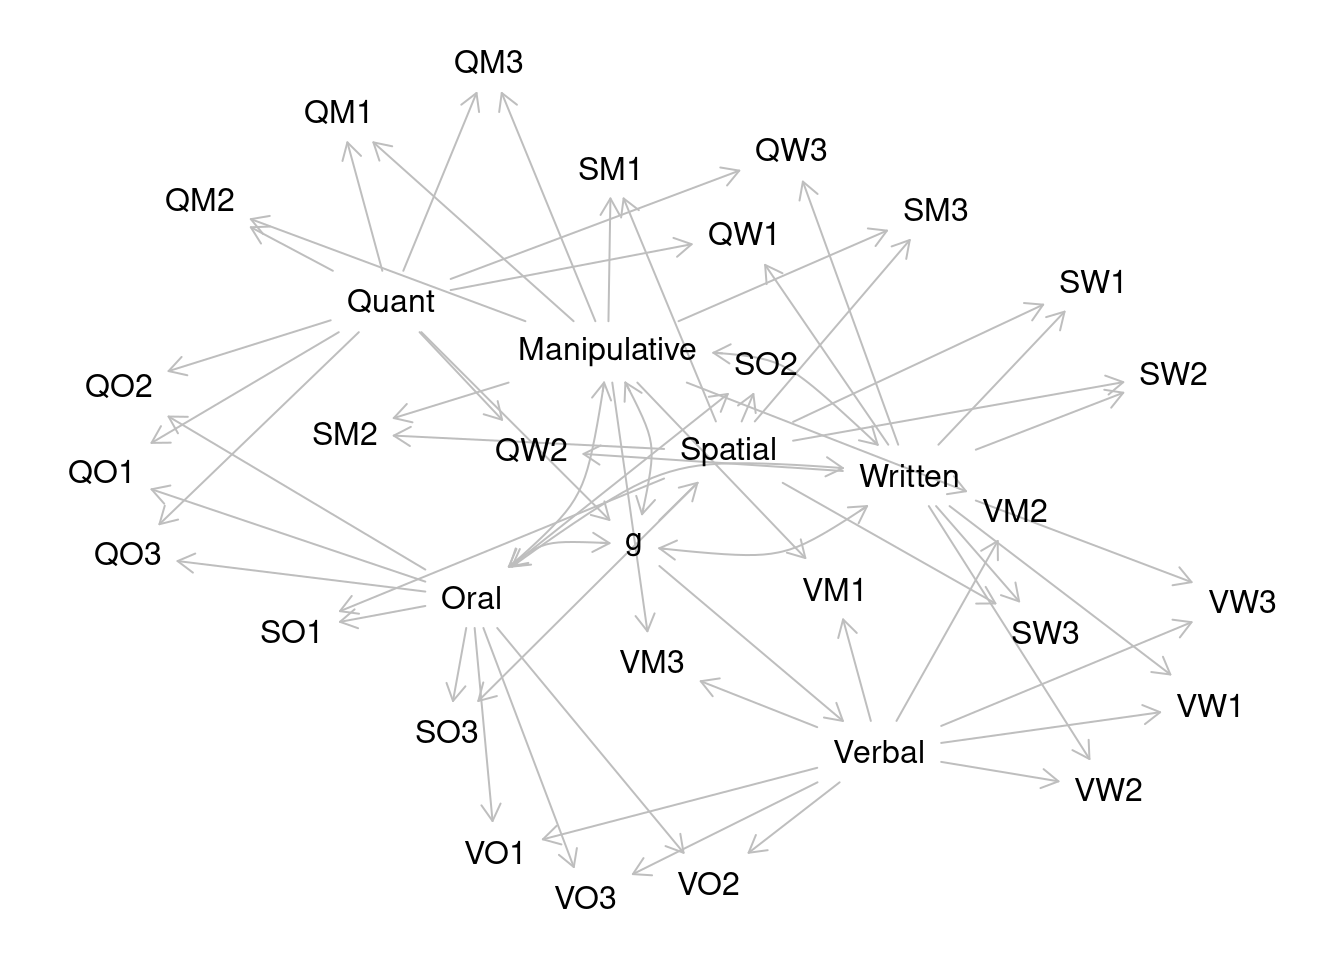 QM3
QM1
QW3
SM1
QM2
SM3
QW1
SW1
Quant
Manipulative
SO2
SW2
QO2
SM2
QW2
Spatial
QO1
Written
VM2
g
QO3
VM1
Oral
VW3
SO1
SW3
VM3
VW1
SO3
Verbal
VW2
VO1
VO2
VO3